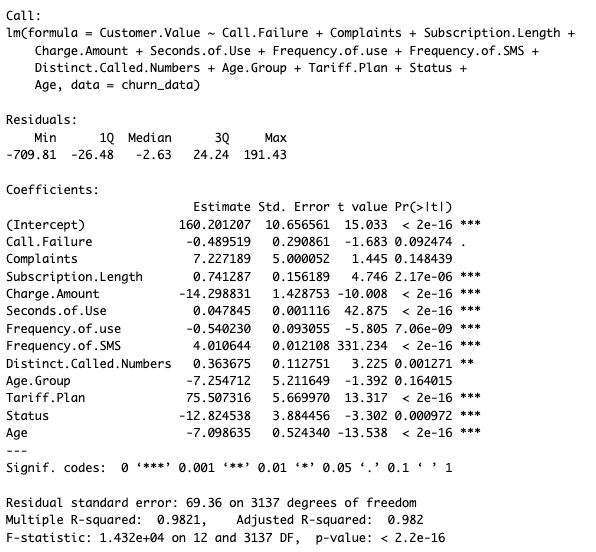 Call:
lm(formula = Customer.Value ~ Call.Failure + Complaints + Subscription.Length +
    Charge.Amount + Seconds.of.Use + Frequency.of.use + Frequency.of.SMS +
    Distinct.Called.Numbers + Age.Group + Tariff.Plan + Status +
    Age, data = churn_data)

Residuals:
    Min      1Q  Median      3Q     Max
-709.81  -26.48   -2.63   24.24  191.43

Coefficients:
                          Estimate Std. Error t value Pr(>|t|)
(Intercept)             160.201207  10.656561  15.033  < 2e-16 ***
Call.Failure             -0.489519   0.290861  -1.683 0.092474 .
Complaints                7.227189   5.000052   1.445 0.148439
Subscription.Length       0.741287   0.156189   4.746 2.17e-06 ***
Charge.Amount           -14.298831   1.428753 -10.008  < 2e-16 ***
Seconds.of.Use            0.047845   0.001116  42.875  < 2e-16 ***
Frequency.of.use         -0.540230   0.093055  -5.805 7.06e-09 ***
Frequency.of.SMS          4.010644   0.012108 331.234  < 2e-16 ***
Distinct.Called.Numbers   0.363675   0.112751   3.225 0.001271 **
Age.Group                -7.254712   5.211649  -1.392 0.164015
Tariff.Plan              75.507316   5.669970  13.317  < 2e-16 ***
Status                  -12.824538   3.884456  -3.302 0.000972 ***
Age                      -7.098635   0.524340 -13.538  < 2e-16 ***
---
Signif. codes:  0 ‘***’ 0.001 ‘**’ 0.01 ‘*’ 0.05 ‘.’ 0.1 ‘ ’ 1

Residual standard error: 69.36 on 3137 degrees of freedom
Multiple R-squared:  0.9821,    Adjusted R-squared:  0.982
F-statistic: 1.432e+04 on 12 and 3137 DF,  p-value: < 2.2e-16